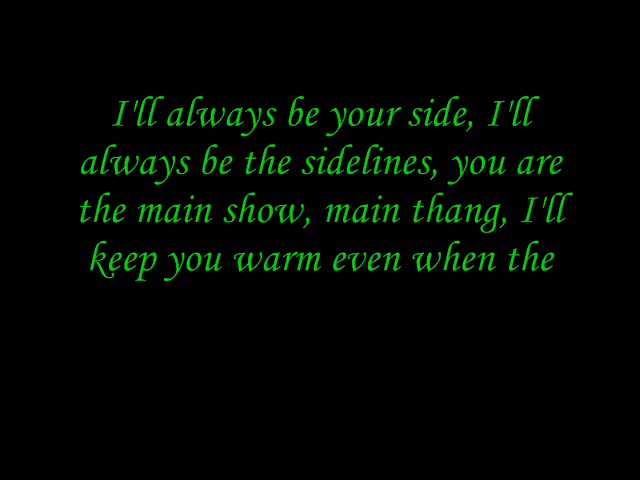 I'll always be your side, I'll
always be the sidelines, you are
the main show, main thang, I'll
keep you warm even when the